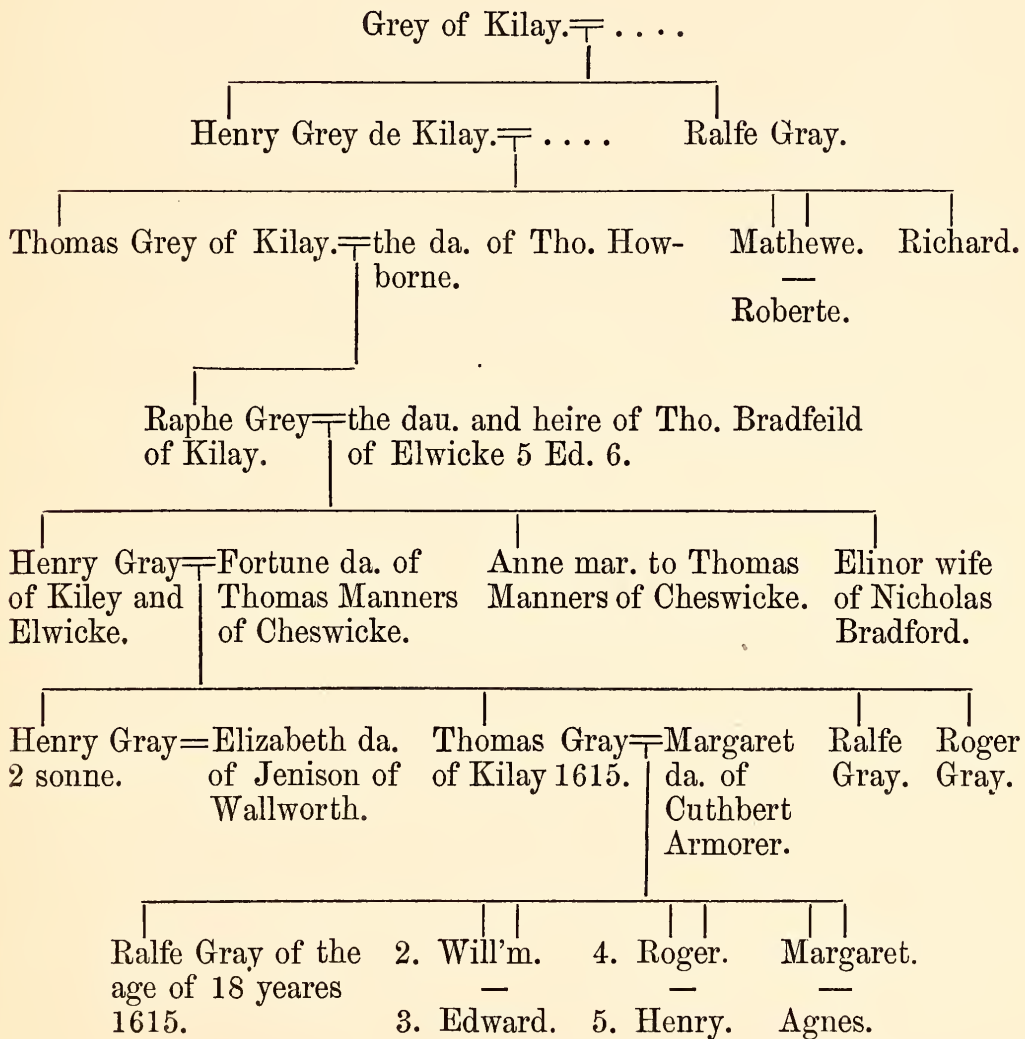 Grey of Kilay.=....
Henry Grey de Kilay.=.... Ralfe Gray.
Thomas Grey of Kilay.=the da. of Tho. How-
borne.
Mathewe.
—
Roberte.
Richard.
Raphe Grey=the dau. and heire of Tho. Bradfeild
of Kilay. of Elwicke 5 Ed. 6.
Henry Gray=Fortune da. of
of Kiley and Thomas Manners
Elwicke. of Cheswicke.
Anne mar. to Thomas
Manners of Cheswicke.
Elinor wife
of Nicholas
Bradford.
Henry Gray=Elizabeth da.
2 sonne. of Jenison of
Wallworth.
Thomas Gray=Margaret
of Kilay 1615. da. of
Cuthbert
Armorer.
Ralfe
Gray.
Roger
Gray.
Ralfe Gray of the
age of 18 yeares
1615.
2. Will'm.
—
3. Edward.
4. Roger.
—
5. Henry.
Margaret.
—
Agnes.